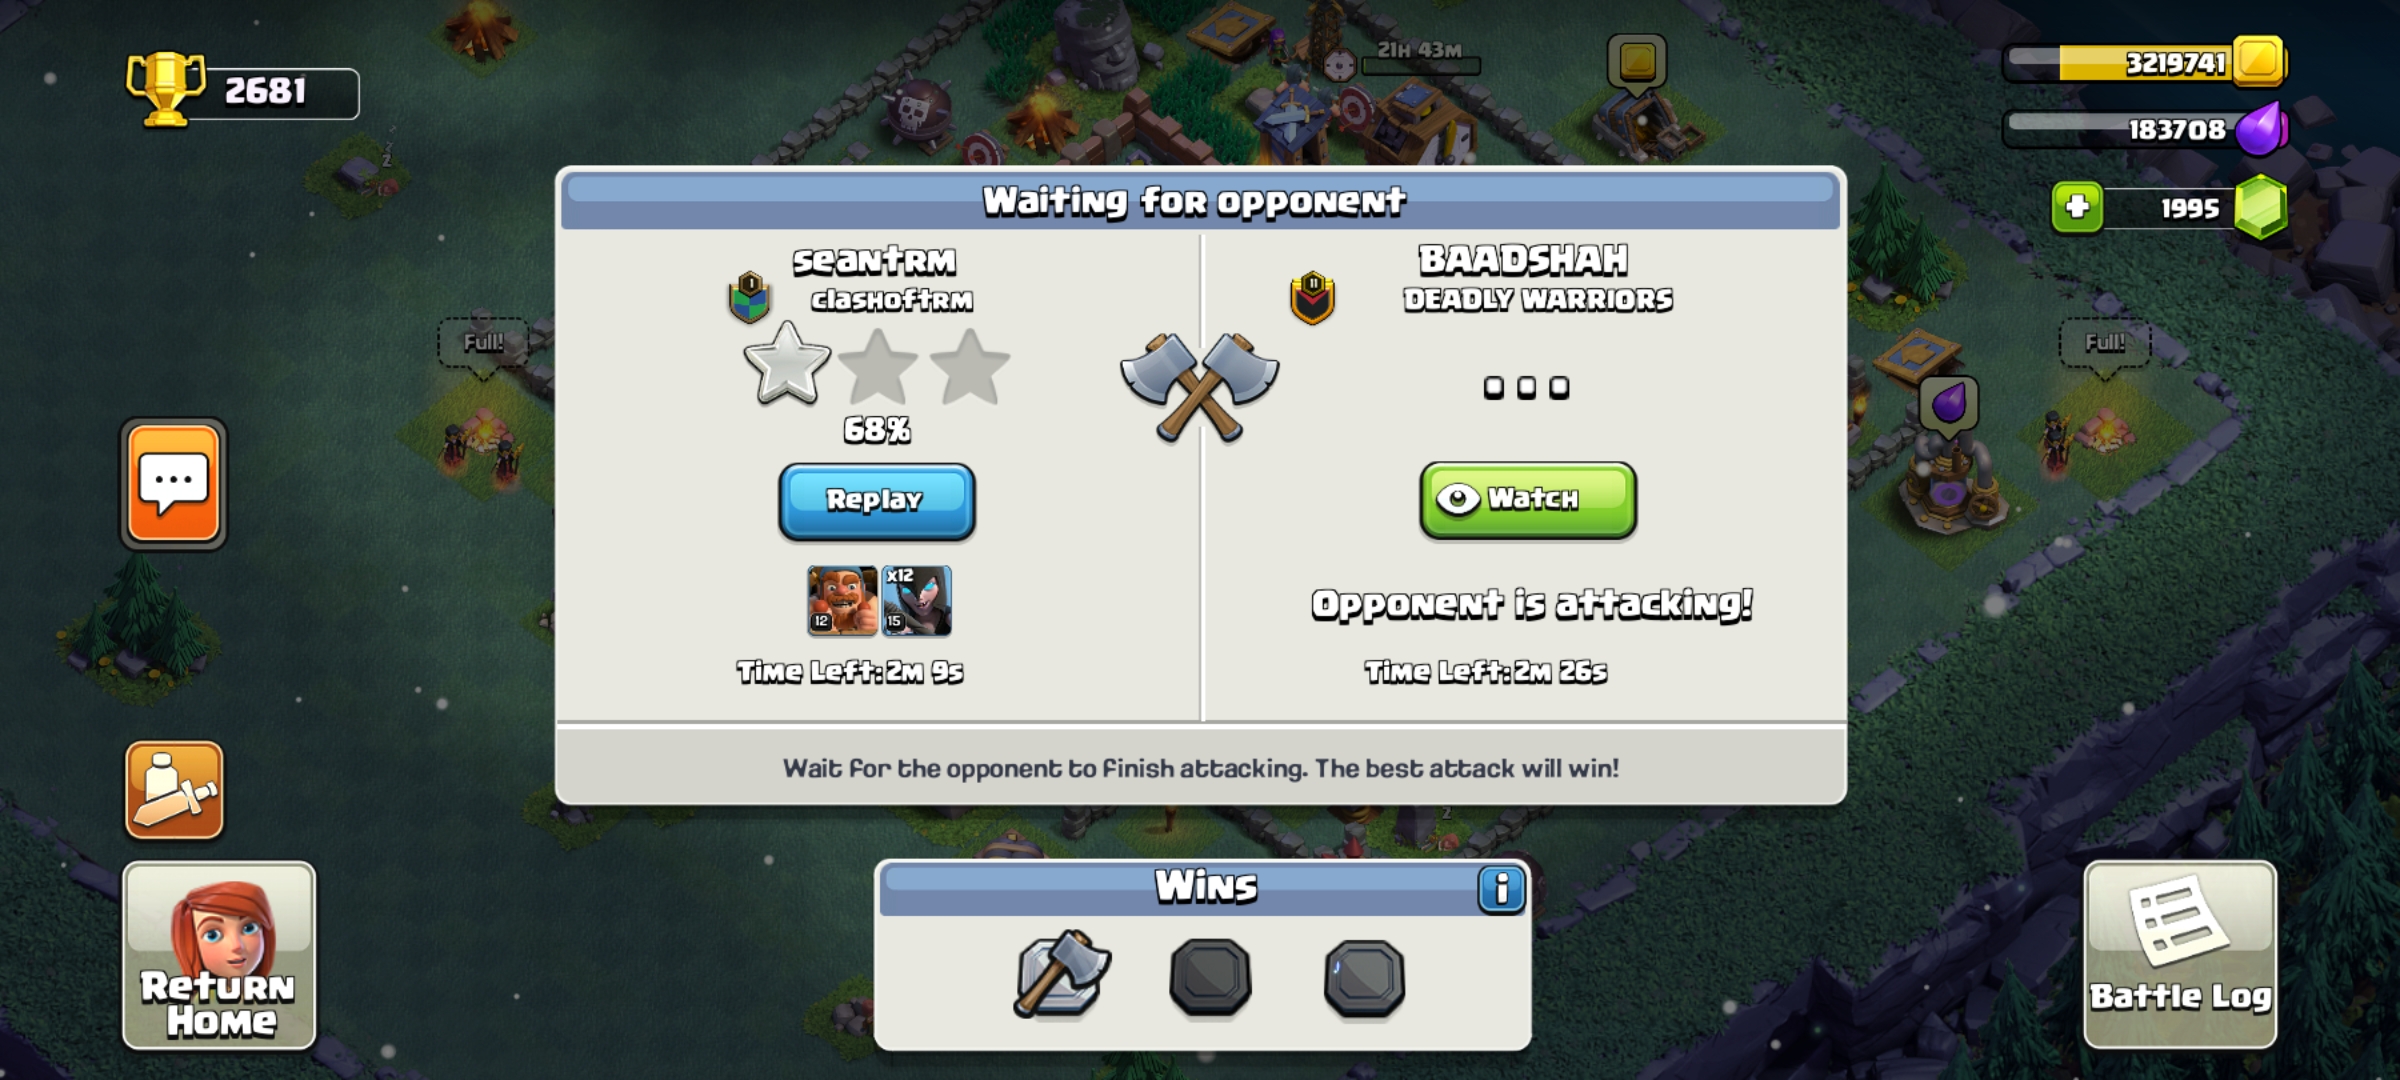 2681
21H 43M
3219741
183708
1995
Waiting for opponent
seantRM
clashoftRM
68%
Replay
x12
12
15
Time Left:2M 9s
BAADSHAH
DEADLY WARRIORS
Watch
Opponent is attacking!
Time Left:2M 26s
Full!
Full!
Wait for the opponent to finish attacking. The best attack will win!
Wins
i
Return
Home
Battle Log